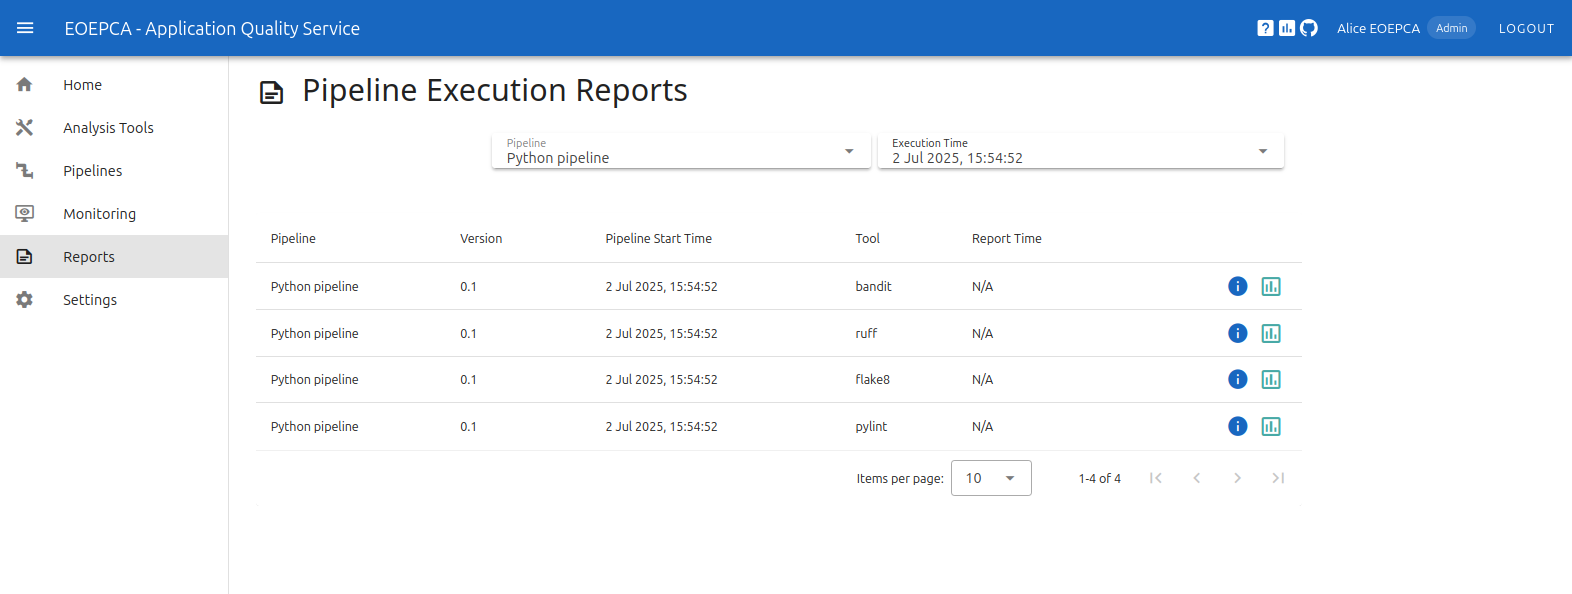 EOEPCA - Application Quality Service
Alice EOEPCA Admin LOGOUT
Home
Analysis Tools
Pipelines
Monitoring
Reports
Settings
Pipeline Execution Reports
Pipeline
Python pipeline
Execution Time
2 Jul 2025, 15:54:52
Pipeline Version Pipeline Start Time Tool Report Time
Python pipeline 0.1 2 Jul 2025, 15:54:52 bandit N/A
Python pipeline 0.1 2 Jul 2025, 15:54:52 ruff N/A
Python pipeline 0.1 2 Jul 2025, 15:54:52 flake8 N/A
Python pipeline 0.1 2 Jul 2025, 15:54:52 pylint N/A
Items per page: 10 1-4 of 4